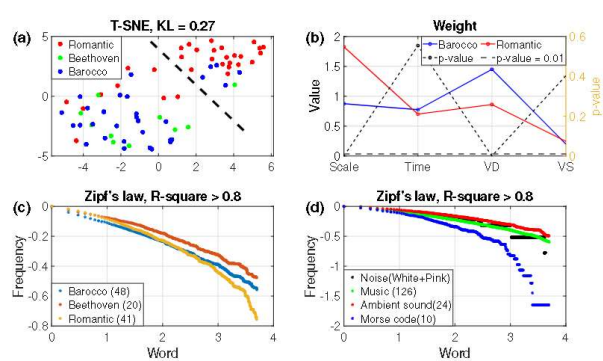 T-SNE, KL = 0.27
(a)
Romantic
Beethoven
Barocco
5
0
-5
-4 -2 0 2 4 6
Weight
(b)
Barocco Romantic
p-value p-value = 0.01
Value
2
1.5
1
0.5
0
Scale Time VD VS
0.6
0.4
0.2
0
p-value
Zipf's law, R-square > 0.8
(c)
Frequency
0
-0.2
-0.4
-0.6
-0.8
Barocco (48)
Beethoven (20)
Romantic (41)
0 1 2 3 4
Word
Zipf's law, R-square > 0.8
(d)
Frequency
0
-0.5
-1
-1.5
-2
Noise(White+Pink)
Music (126)
Ambient sound(24)
Morse code(10)
0 1 2 3 4
Word